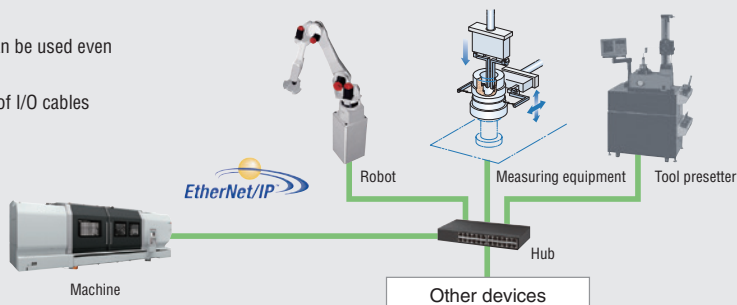 n be used even
of I/O cables
EtherNet/IP
Robot
Measuring equipment
Tool presetter
Hub
Machine
Other devices